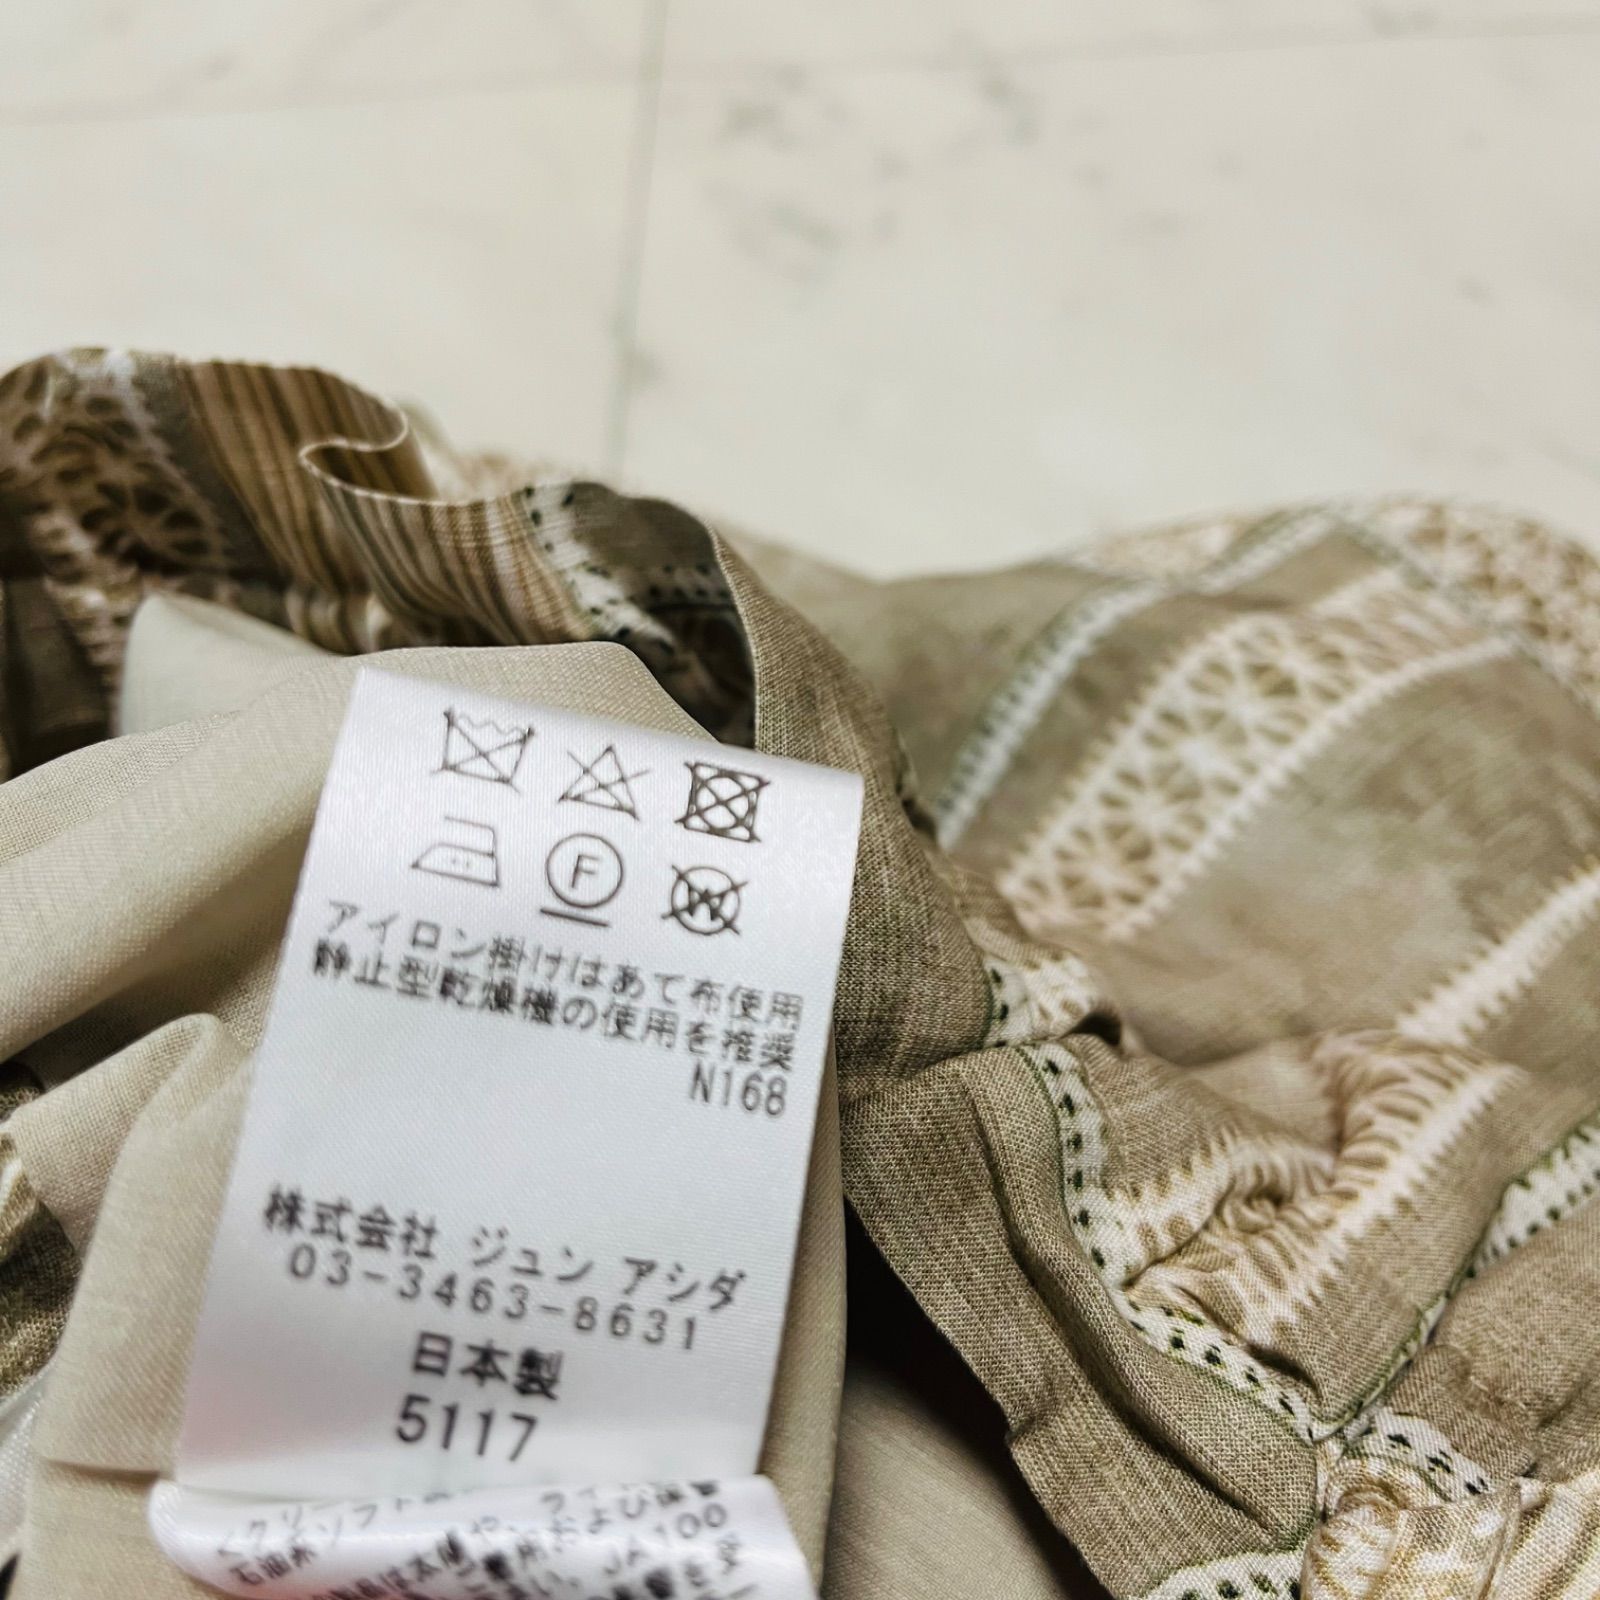 F
W
アイロン掛けはあて布使用
静止型乾燥機の使用を推奨
N168
株式会社 ジュン アシダ
03-3463-8631
日本製
5117
JA100